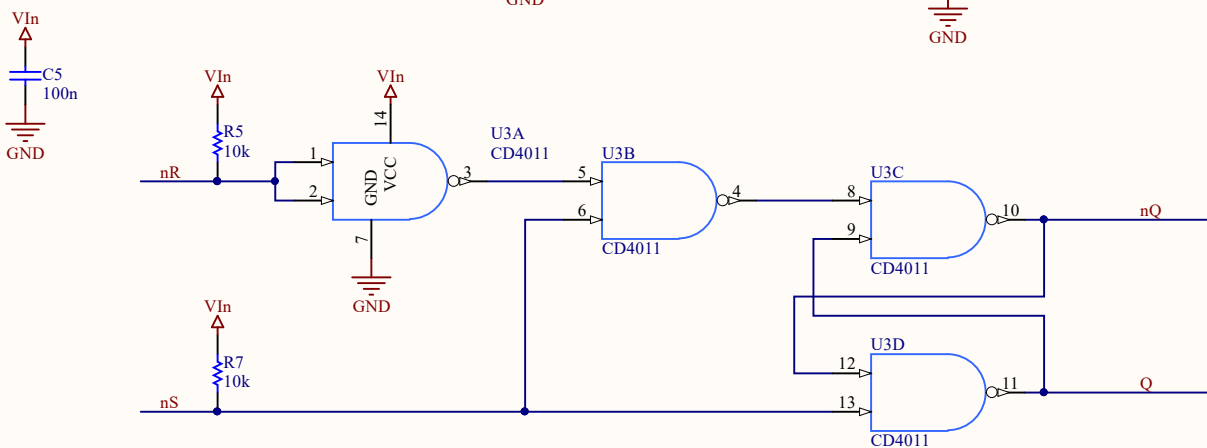 GND
GND
VIn
C5
100n
GND
VIn
R5
10k
nR
VIn
14
1
2
GND
VCC
3
7
GND
U3A
CD4011
U3B
5
6
4
CD4011
U3C
8
9
10
CD4011
nQ
VIn
R7
10k
nS
U3D
12
13
11
CD4011
Q